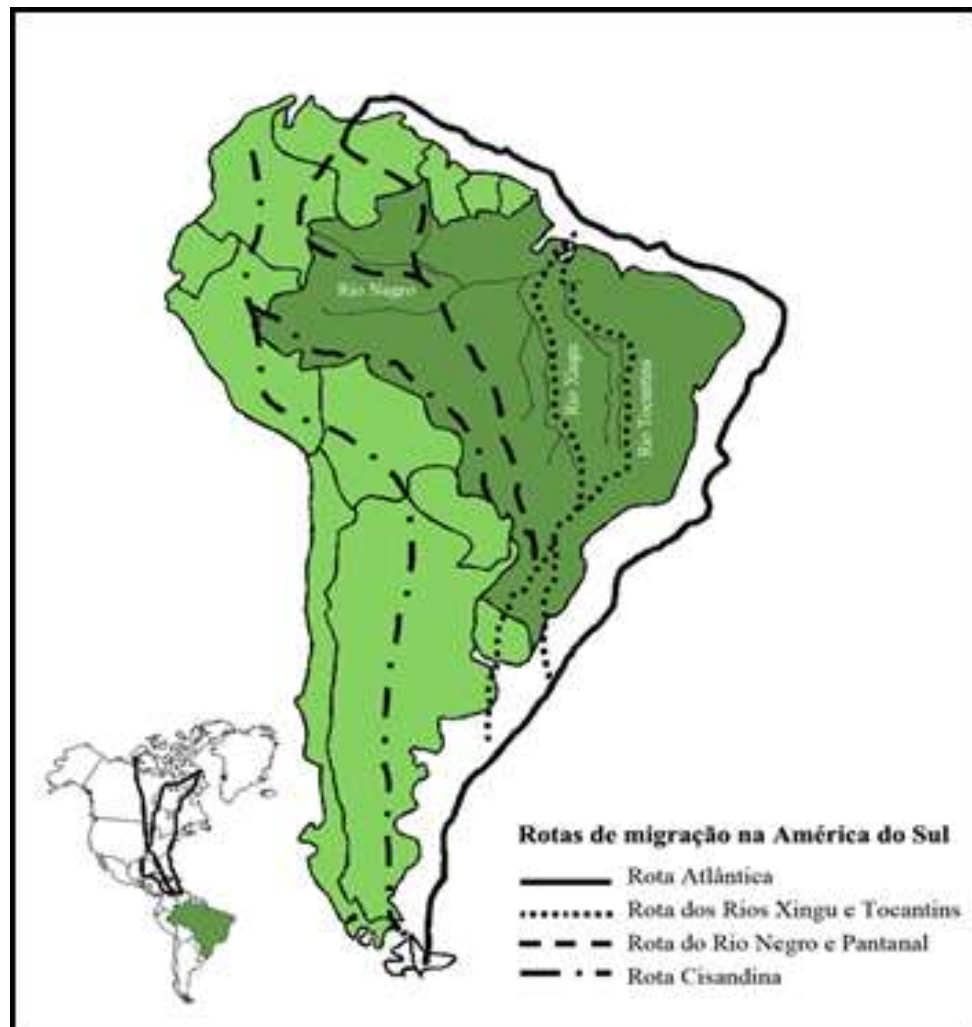 Rio Negro
Rio Xingu
Rio Tocantins
Rotas de migração na América do Sul
Rota Atlântica
Rota dos Rios Xingu e Tocantins
Rota do Rio Negro e Pantanal
Rota Cisandina